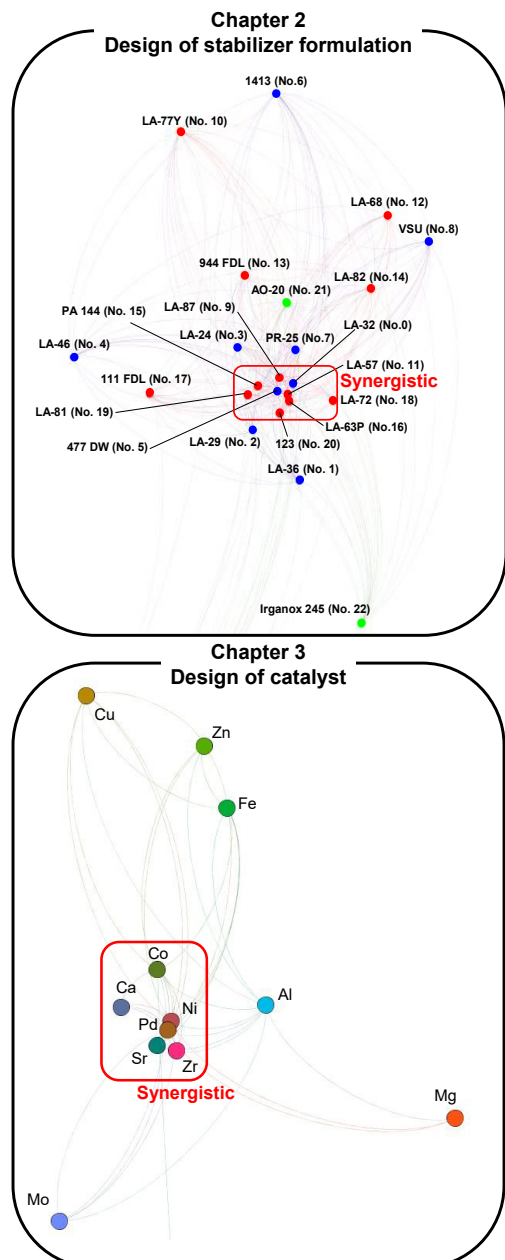 Chapter 2
Design of stabilizer formulation
1413 (No.6)
LA-77Y (No. 10)
LA-68 (No. 12)
VSU (No.8)
944 FDL (No. 13)
LA-82 (No.14)
AO-20 (No. 21)
PA 144 (No. 15)
LA-87 (No. 9)
LA-32 (No.0)
LA-46 (No. 4)
LA-24 (No.3)
PR-25 (No.7)
LA-57 (No. 11)
111 FDL (No. 17)
Synergistic
LA-72 (No. 18)
LA-81 (No. 19)
LA-63P (No.16)
477 DW (No. 5)
LA-29 (No. 2)
123 (No. 20)
LA-36 (No. 1)
Irganox 245 (No. 22)
Chapter 3
Design of catalyst
Cu
Zn
Fe
Co
Ca
Ni
Al
Pd
Sr
Zr
Synergistic
Mg
Mo